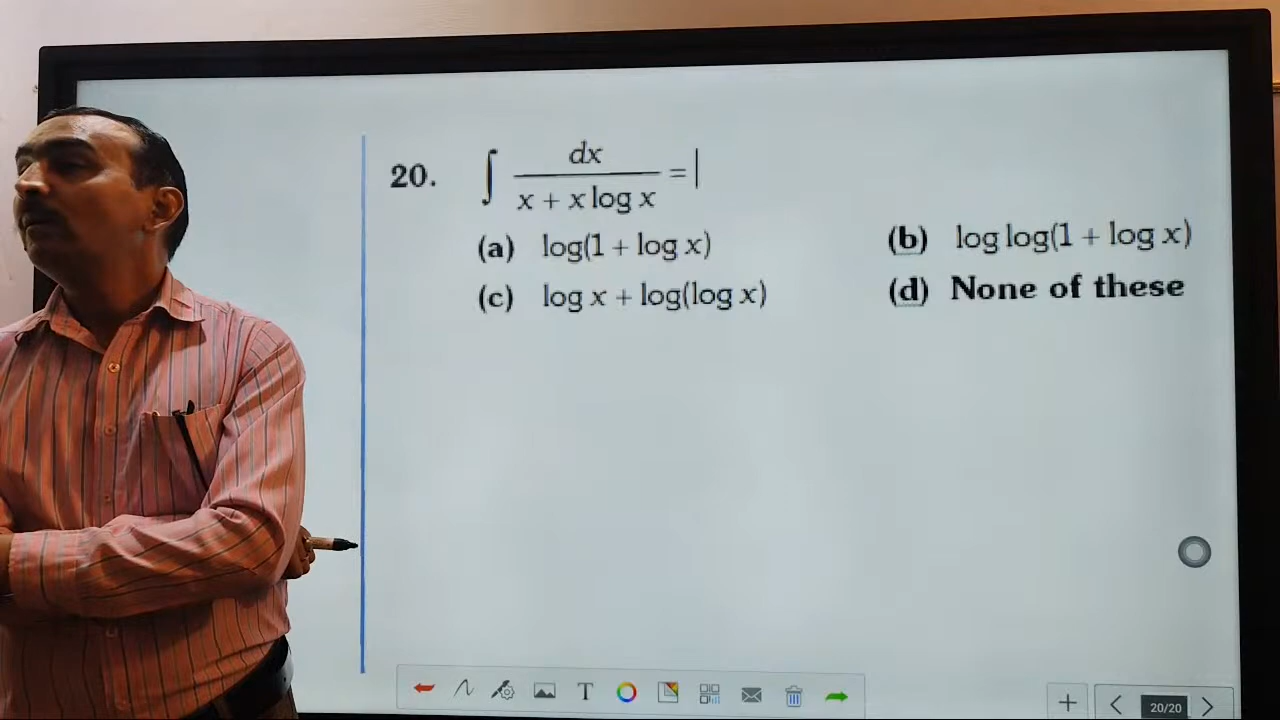 20. ∫ dx / (x + x log x) = |
(a) log(1 + log x) (b) log log(1 + log x)
(c) log x + log(log x) (d) None of these
T
20/20